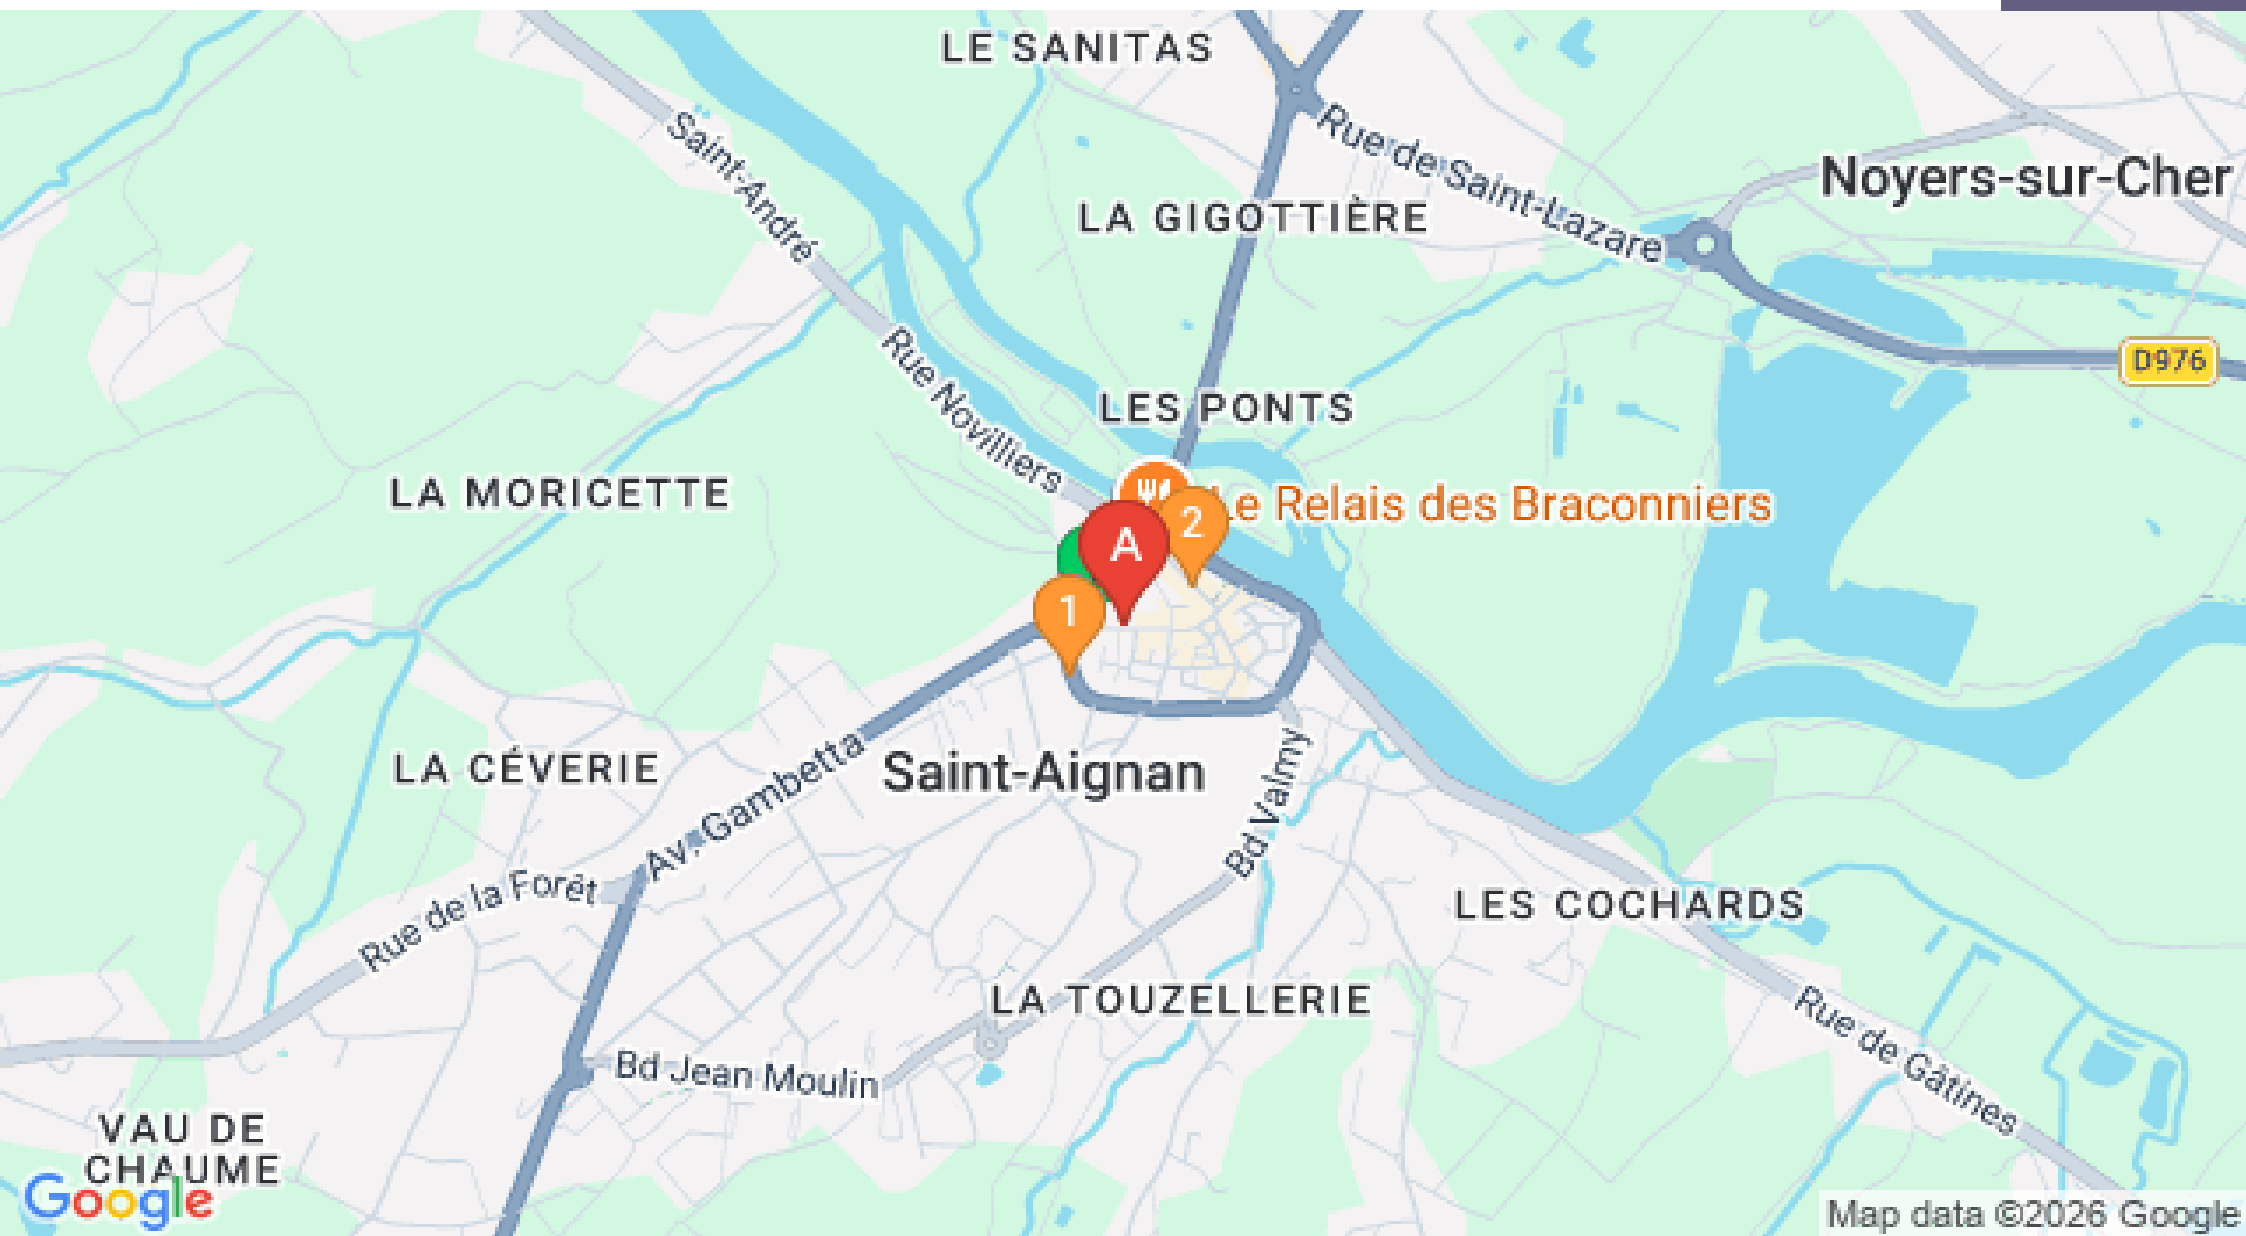 LE SANITAS
Saint-André
Rue de Saint-Lazare
Noyers-sur-Cher
LA GIGOTTIÈRE
D976
Rue Novilliers
LES PONTS
LA MORICETTE
Le Relais des Braconniers
2
A
1
Saint-Aignan
LA CÉVERIE
Av. Gambetta
Bd Valmy
Rue de la Forêt
LES COCHARDS
LA TOUZELLERIE
Rue de Gâtines
Bd Jean Moulin
VAU DE
CHAUME
Google
Map data ©2026 Google